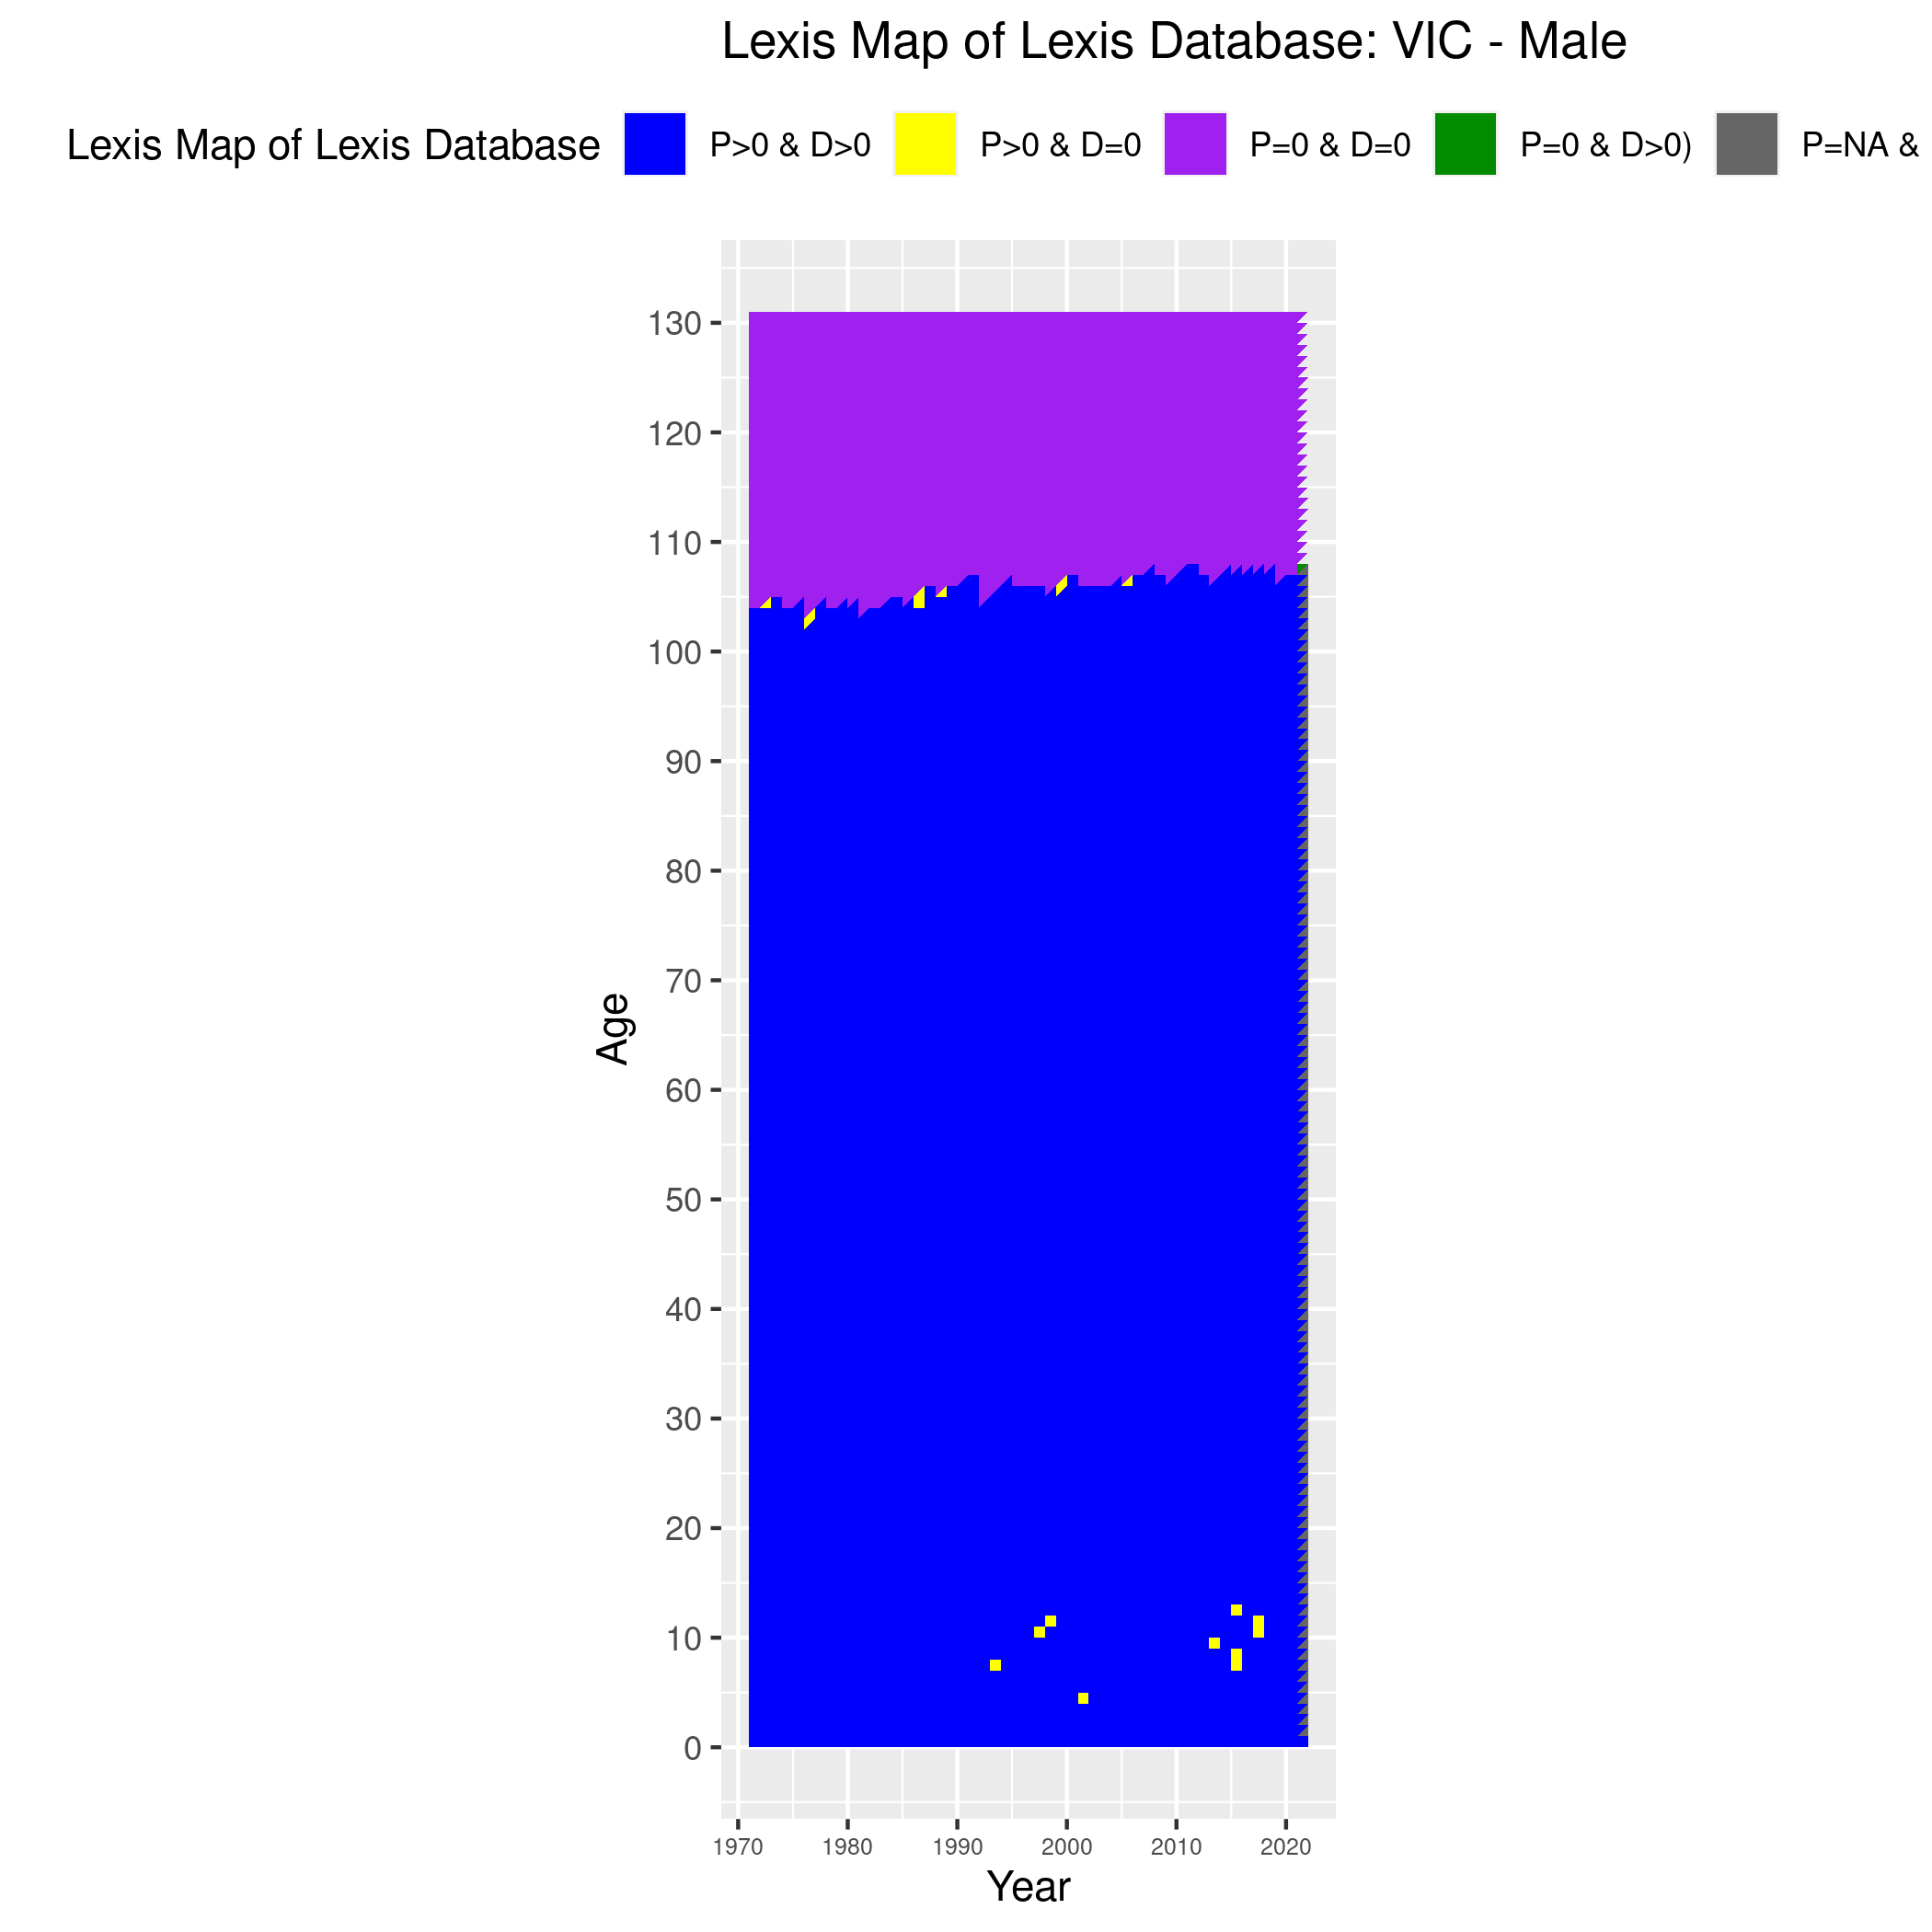 Lexis Map of Lexis Database: VIC - Male
Lexis Map of Lexis Database P>0 & D>0 P>0 & D=0 P=0 & D=0 P=0 & D>0) P=NA &
130
120
110
100
90
80
70
60
50
40
30
20
10
0
Age
1970 1980 1990 2000 2010 2020
Year